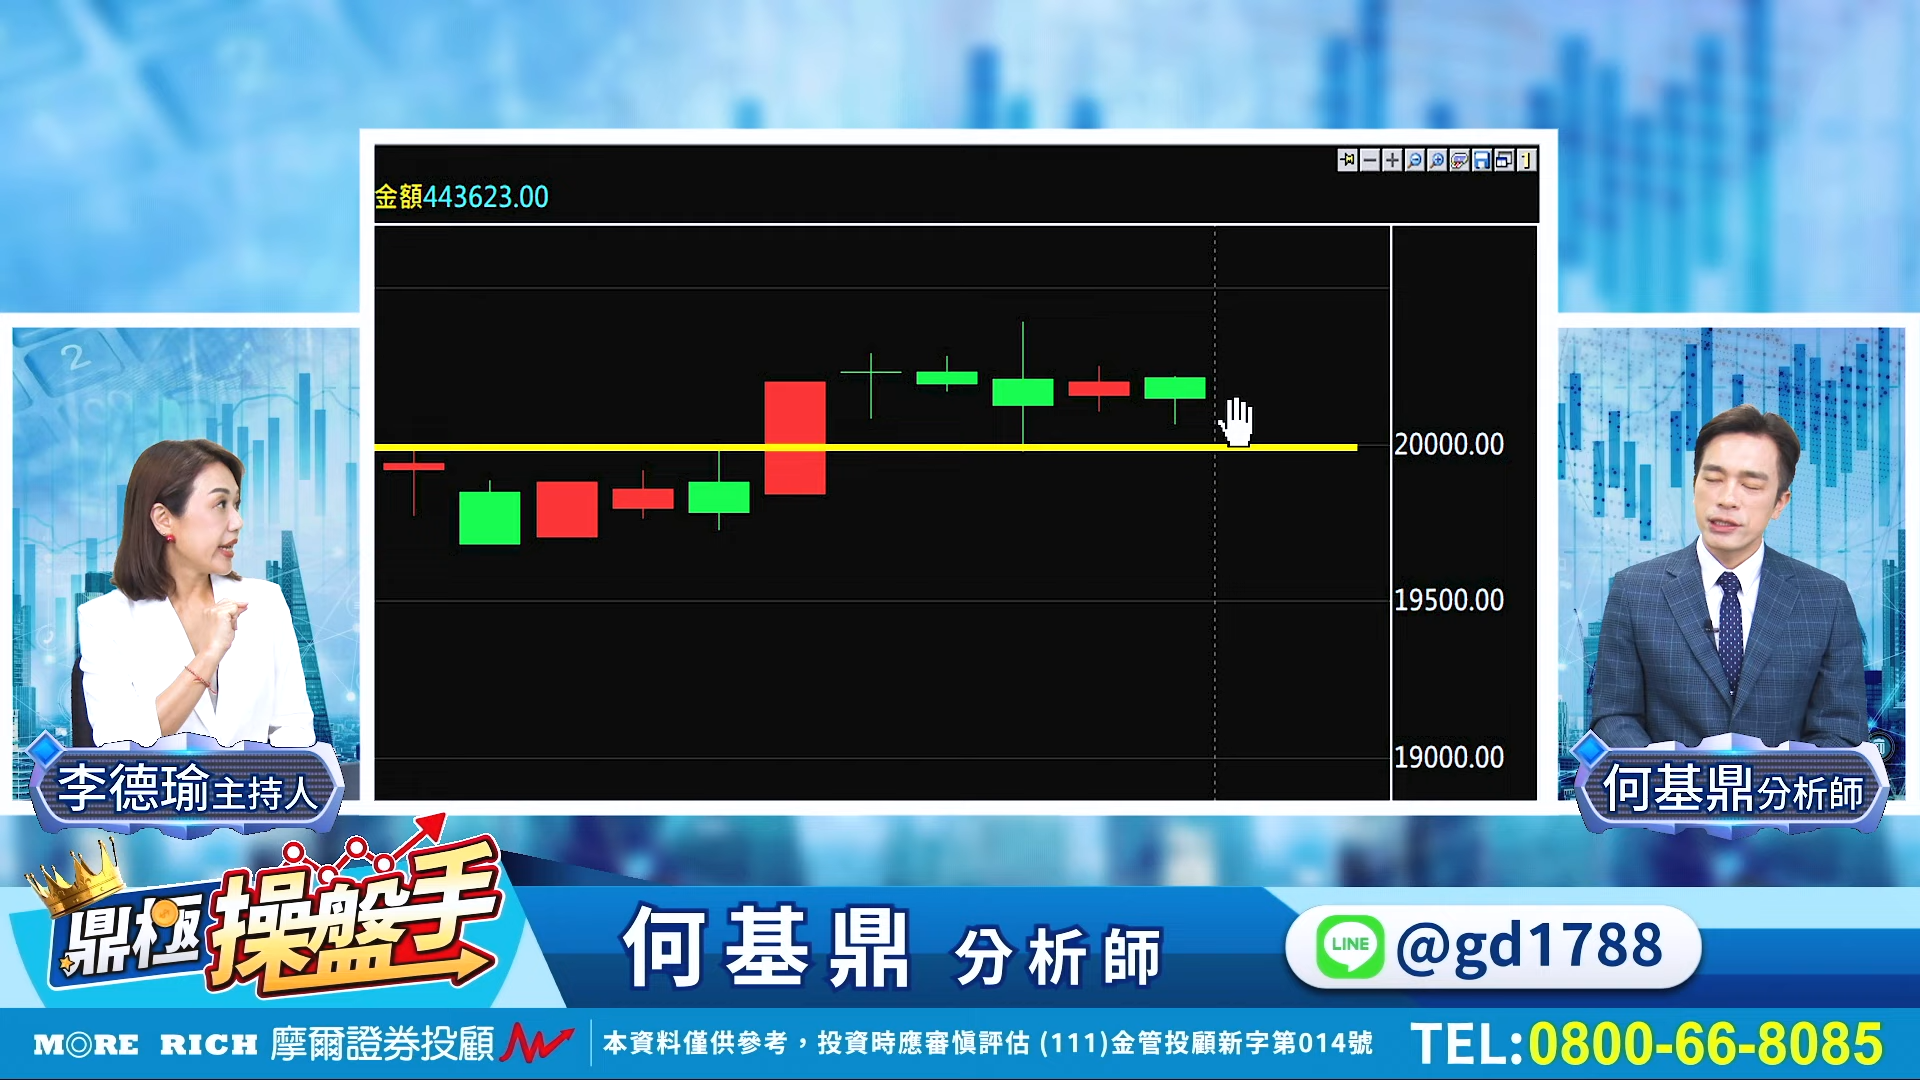 金額443623.00
20000.00
19500.00
19000.00
李德瑜主持人
何基鼎分析師
鼎極操盤手
何基鼎 分析師
LINE @gd1788
MORE RICH 摩爾證券投顧
本資料僅供參考，投資時應審慎評估 (111)金管投顧新字第014號
TEL:0800-66-8085